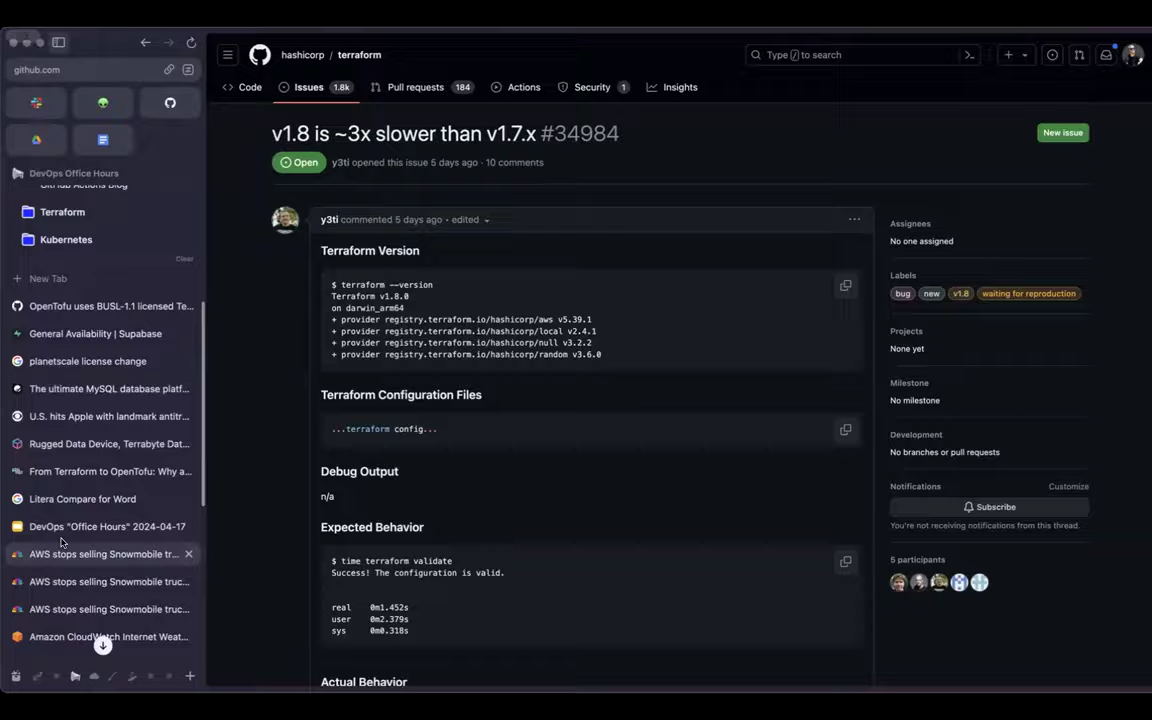 github.com
DevOps Office Hours
GitHub Actions Blog
Terraform
Kubernetes
Clear
New Tab
OpenTofu uses BUSL-1.1 licensed Te...
General Availability | Supabase
planetscale license change
The ultimate MySQL database platf...
U.S. hits Apple with landmark antitr...
Rugged Data Device, Terrabyte Dat...
From Terraform to OpenTofu: Why a...
Litera Compare for Word
DevOps "Office Hours" 2024-04-17
AWS stops selling Snowmobile tr...
AWS stops selling Snowmobile truc...
AWS stops selling Snowmobile truc...
Amazon CloudWatch Internet Weat...
hashicorp / terraform
Type / to search
Code
Issues 1.8k
Pull requests 184
Actions
Security 1
Insights
v1.8 is ~3x slower than v1.7.x #34984
New issue
Open
y3ti opened this issue 5 days ago · 10 comments
y3ti commented 5 days ago · edited
Terraform Version
$ terraform --version
Terraform v1.8.0
on darwin_arm64
+ provider registry.terraform.io/hashicorp/aws v5.39.1
+ provider registry.terraform.io/hashicorp/local v2.4.1
+ provider registry.terraform.io/hashicorp/null v3.2.2
+ provider registry.terraform.io/hashicorp/random v3.6.0
Terraform Configuration Files
...terraform config...
Debug Output
n/a
Expected Behavior
$ time terraform validate
Success! The configuration is valid.
real 0m1.452s
user 0m2.379s
sys 0m0.318s
Actual Behavior
Assignees
No one assigned
Labels
bug new v1.8 waiting for reproduction
Projects
None yet
Milestone
No milestone
Development
No branches or pull requests
Notifications Customize
Subscribe
You're not receiving notifications from this thread.
5 participants